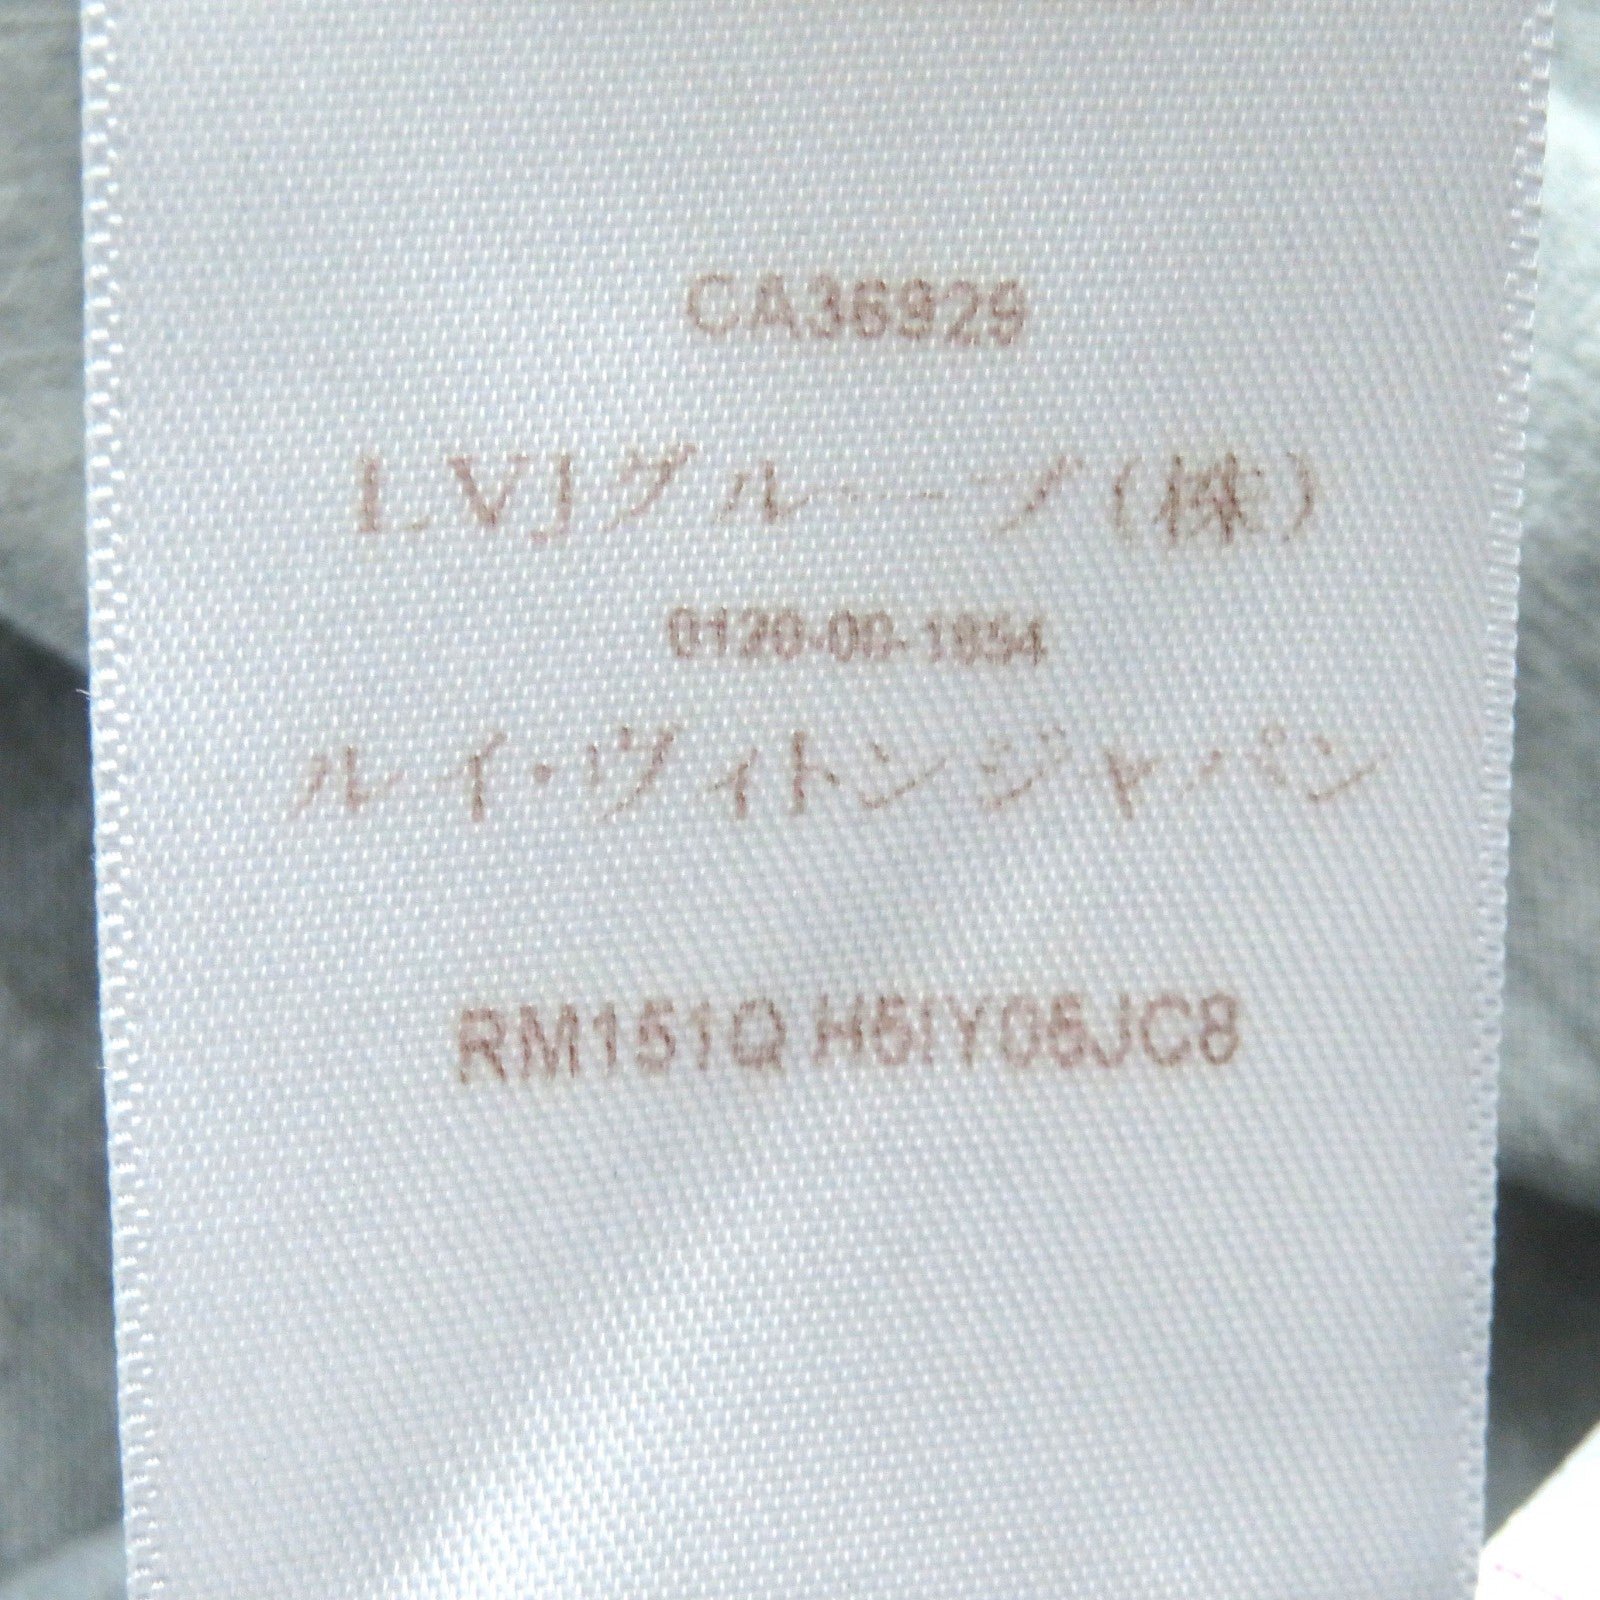 CA36929
LVJグループ(株)
0120-00-1854
ルイ・ヴィトンジャパン
RM151Q H5IY05JC8